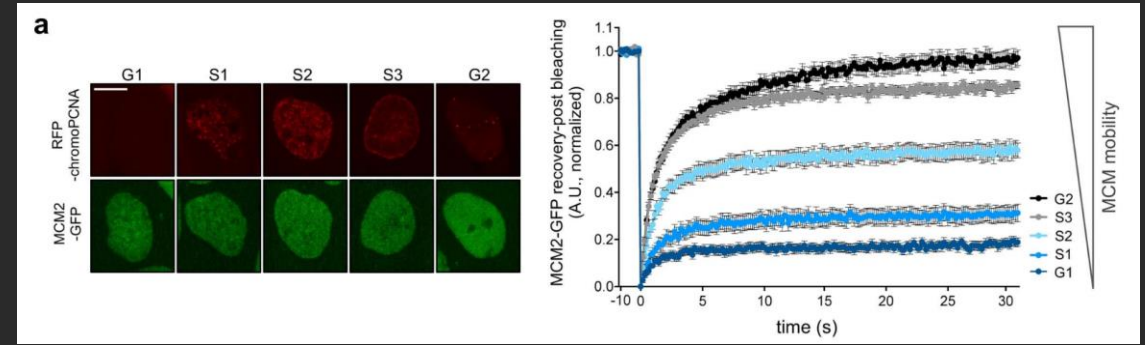 a
G1 S1 S2 S3 G2
RFP
-chromoPCNA
MCM2
-GFP
MCM2-GFP recovery-post bleaching
(A.U., normalized)
1.1
1.0
0.8
0.6
0.4
0.2
0.0
-10 0 5 10 15 20 25 30
time (s)
G2
S3
S2
S1
G1
MCM mobility